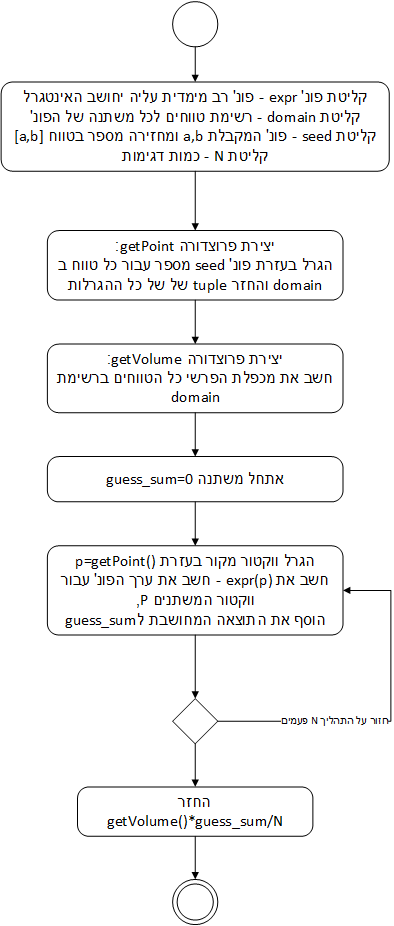 קליטת פונ' expr - פונ' רב מימדית עליה יחושב האינטגרל
קליטת domain - רשימת טווחים לכל משתנה של הפונ'
קליטת seed - פונ' המקבלת a,b ומחזירה מספר בטווח [a,b]
קליטת N - כמות דגימות
יצירת פרוצדורה getPoint:
הגרל בעזרת פונ' seed מספר עבור כל טווח ב
domain והחזר tuple של של כל ההגרלות
יצירת פרוצדורה getVolume:
חשב את מכפלת הפרשי כל הטווחים ברשימת
domain
אתחל משתנה guess_sum=0
הגרל ווקטור מקור בעזרת p=getPoint()
חשב את expr(p) - חשב את ערך הפונ' עבור
ווקטור המשתנים P,
הוסף את התוצאה המחושבת לguess_sum
חזור על התהליך N פעמים
החזר
getVolume()*guess_sum/N